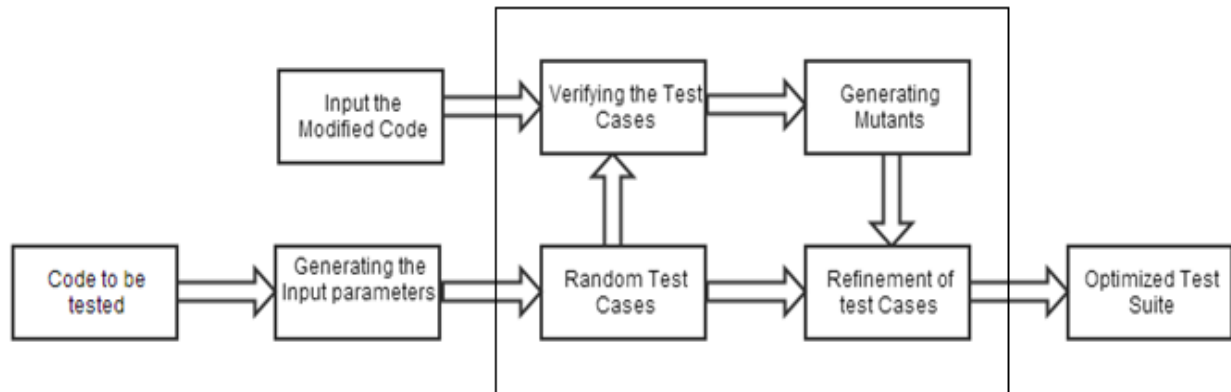 Input the
Modified Code
Verifying the Test
Cases
Generating
Mutants
Code to be
tested
Generating the
Input parameters
Random Test
Cases
Refinement of
test Cases
Optimized Test
Suite